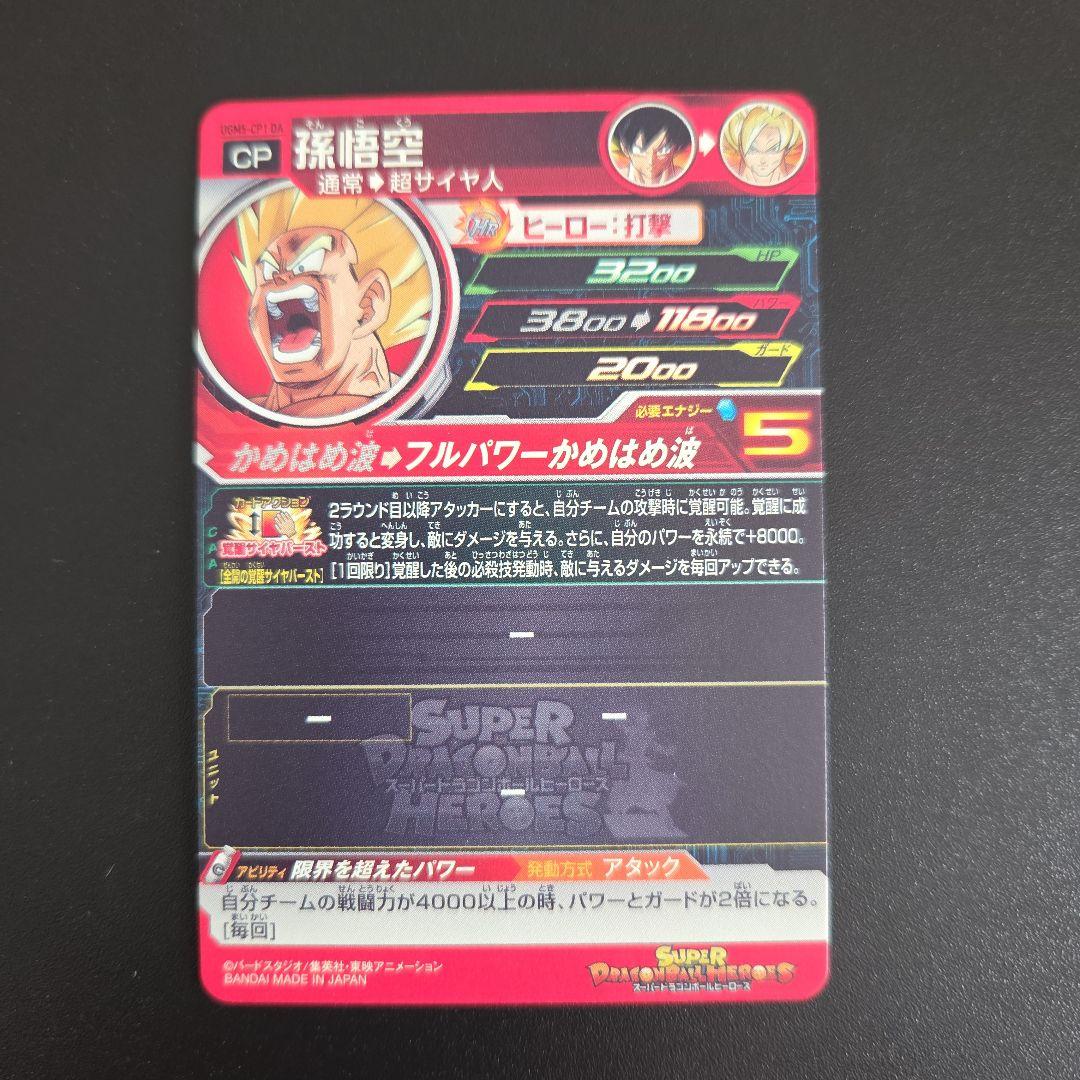 UGM5-CP1 DA
CP
孫悟空
そんごくう
通常➡超サイヤ人
HR
ヒーロー:打撃
HP
3200
パワー
3800➡11800
ガード
2000
必要エナジー 5
かめはめ波➡フルパワーかめはめ波
カードアクション
覚醒サイヤバースト
[全開の覚醒サイヤバースト]
CAA
2ラウンド目以降アタッカーにすると、自分チームの攻撃時に覚醒可能。覚醒に成
功すると変身し、敵にダメージを与える。さらに、自分のパワーを永続で+8000。
[1回限り]覚醒した後の必殺技発動時、敵に与えるダメージを毎回アップできる。
ー
ー ー
ユニット
SUPER
DRAGONBALL
スーパードラゴンボールヒーローズ
HEROES
ー
アビリティ 限界を超えたパワー 発動方式 アタック
自分チームの戦闘力が4000以上の時、パワーとガードが2倍になる。
[毎回]
©バードスタジオ/集英社・東映アニメーション
BANDAI MADE IN JAPAN
SUPER
DRAGONBALL HEROES
スーパードラゴンボールヒーローズ